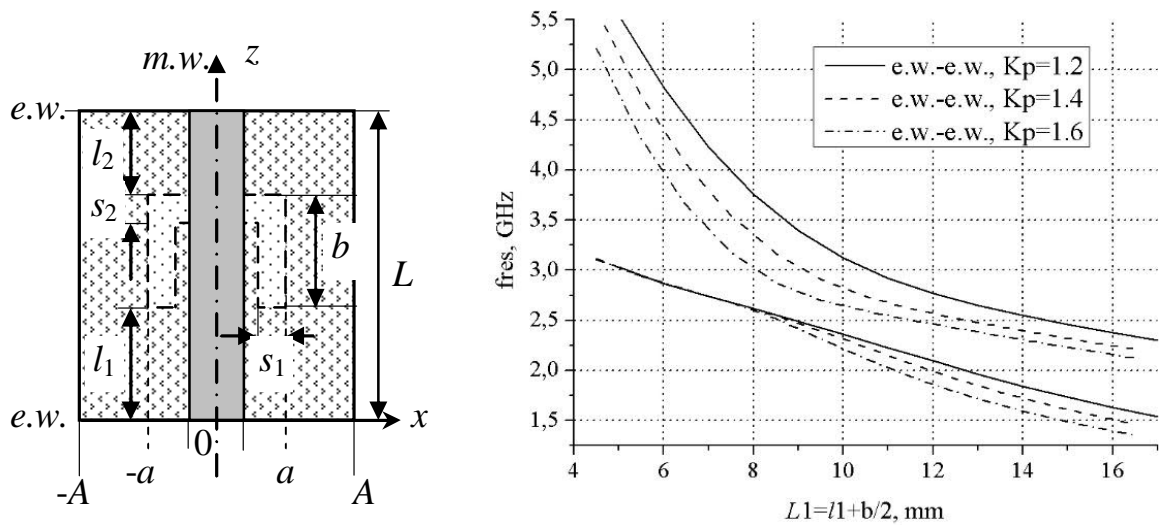 m.w. z
e.w.
l2
s2
b
L
l1
s1
e.w.
0
x
-a
a
-A
A
5,5
5,0
4,5
4,0
3,5
3,0
2,5
2,0
1,5
fres, GHz
e.w.-e.w., Kp=1.2
e.w.-e.w., Kp=1.4
e.w.-e.w., Kp=1.6
4 6 8 10 12 14 16
L1=l1+b/2, mm